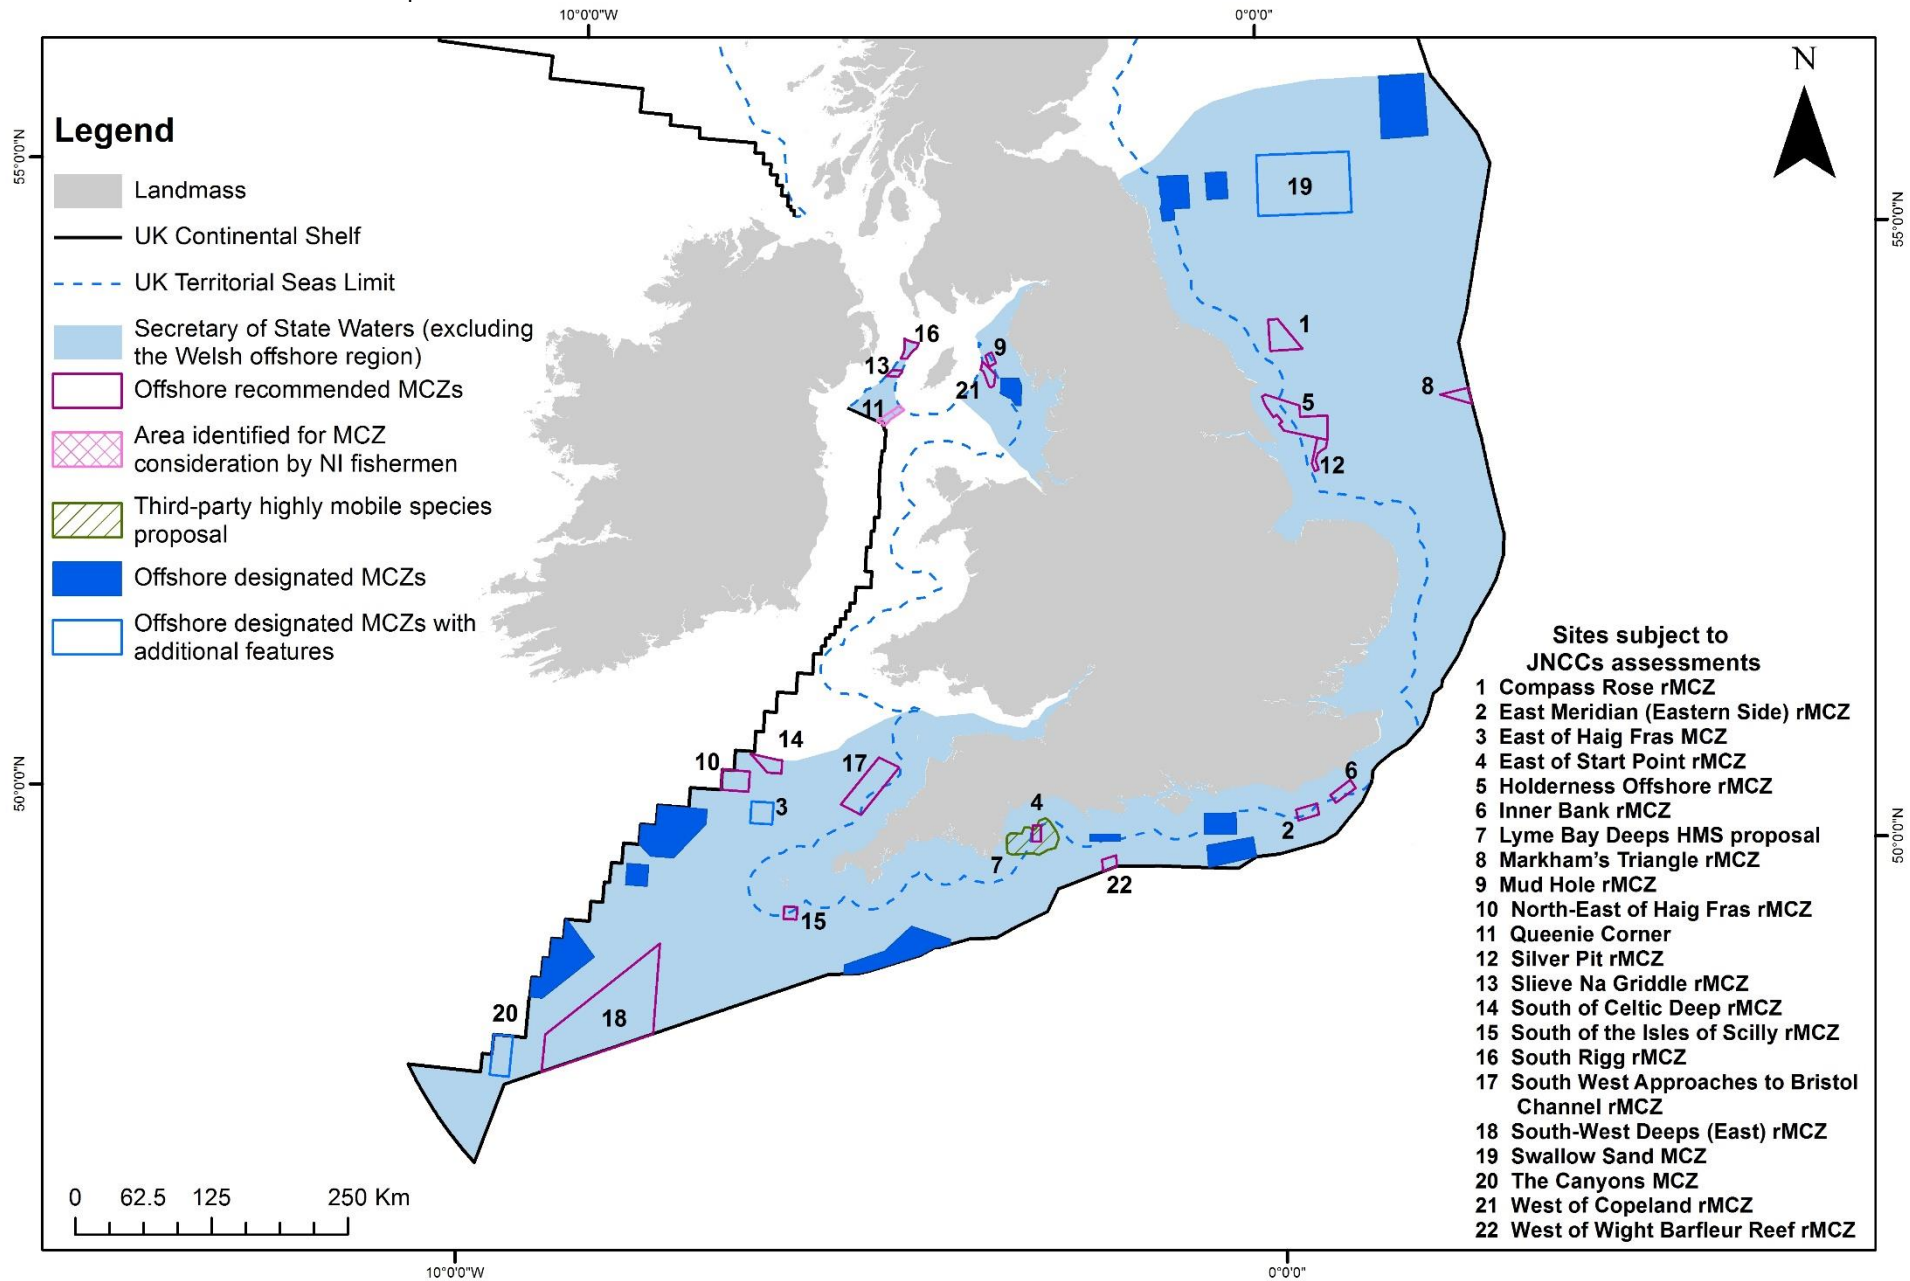 10°0'0"W
0°0'0"
N
55°0'0"N
55°0'0"N
50°0'0"N
50°0'0"N
Legend
Landmass
UK Continental Shelf
UK Territorial Seas Limit
Secretary of State Waters (excluding
the Welsh offshore region)
Offshore recommended MCZs
Area identified for MCZ
consideration by NI fishermen
Third-party highly mobile species
proposal
Offshore designated MCZs
Offshore designated MCZs with
additional features
19
1
16
9
13
21
8
11
5
12
14
10
17
6
3
4
2
7
22
15
20
18
Sites subject to
JNCCs assessments
1 Compass Rose rMCZ
2 East Meridian (Eastern Side) rMCZ
3 East of Haig Fras MCZ
4 East of Start Point rMCZ
5 Holderness Offshore rMCZ
6 Inner Bank rMCZ
7 Lyme Bay Deeps HMS proposal
8 Markham's Triangle rMCZ
9 Mud Hole rMCZ
10 North-East of Haig Fras rMCZ
11 Queenie Corner
12 Silver Pit rMCZ
13 Slieve Na Griddle rMCZ
14 South of Celtic Deep rMCZ
15 South of the Isles of Scilly rMCZ
16 South Rigg rMCZ
17 South West Approaches to Bristol
Channel rMCZ
18 South-West Deeps (East) rMCZ
19 Swallow Sand MCZ
20 The Canyons MCZ
21 West of Copeland rMCZ
22 West of Wight Barfleur Reef rMCZ
0 62.5 125 250 Km
10°0'0"W
0°0'0"